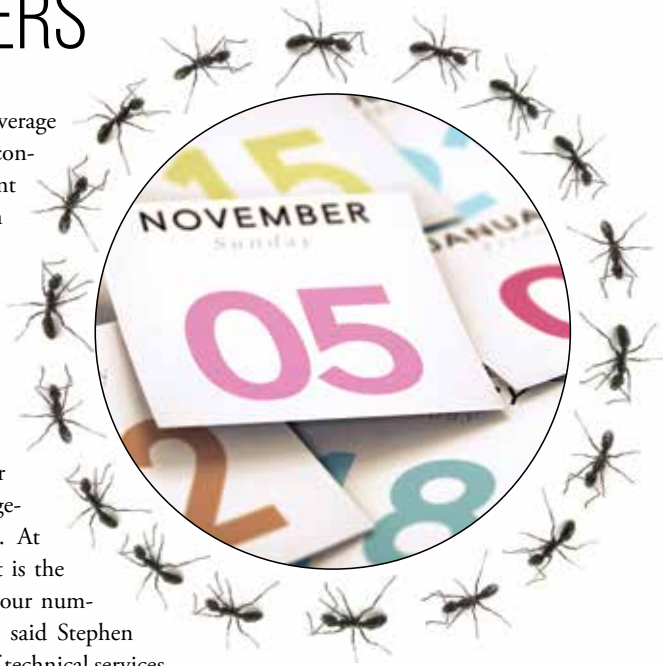 ERS
verage
con-
nt
r
ge-
. At
t is the
our num-
said Stephen
f technical services
15
NOVEMBER
Sunday
05
JANUA
2
8